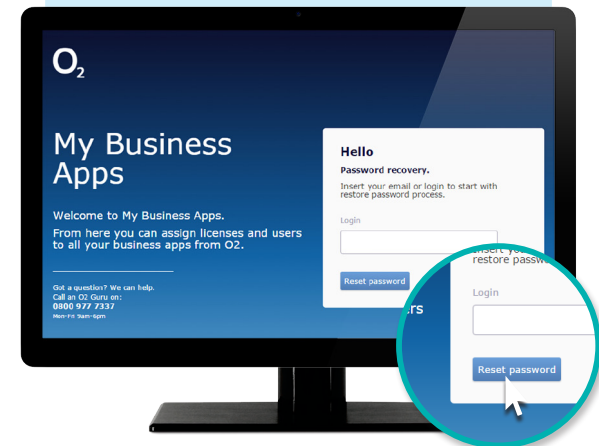 O2
My Business
Apps
Welcome to My Business Apps.
From here you can assign licenses and users
to all your business apps from O2.
Got a question? We can help.
Call an O2 Guru on:
0800 977 7337
Mon-Fri 9am-6pm
Hello
Password recovery.
Insert your email or login to start with
restore password process.
Login
Reset password
rs
Insert you
restore passw
Login
Reset password